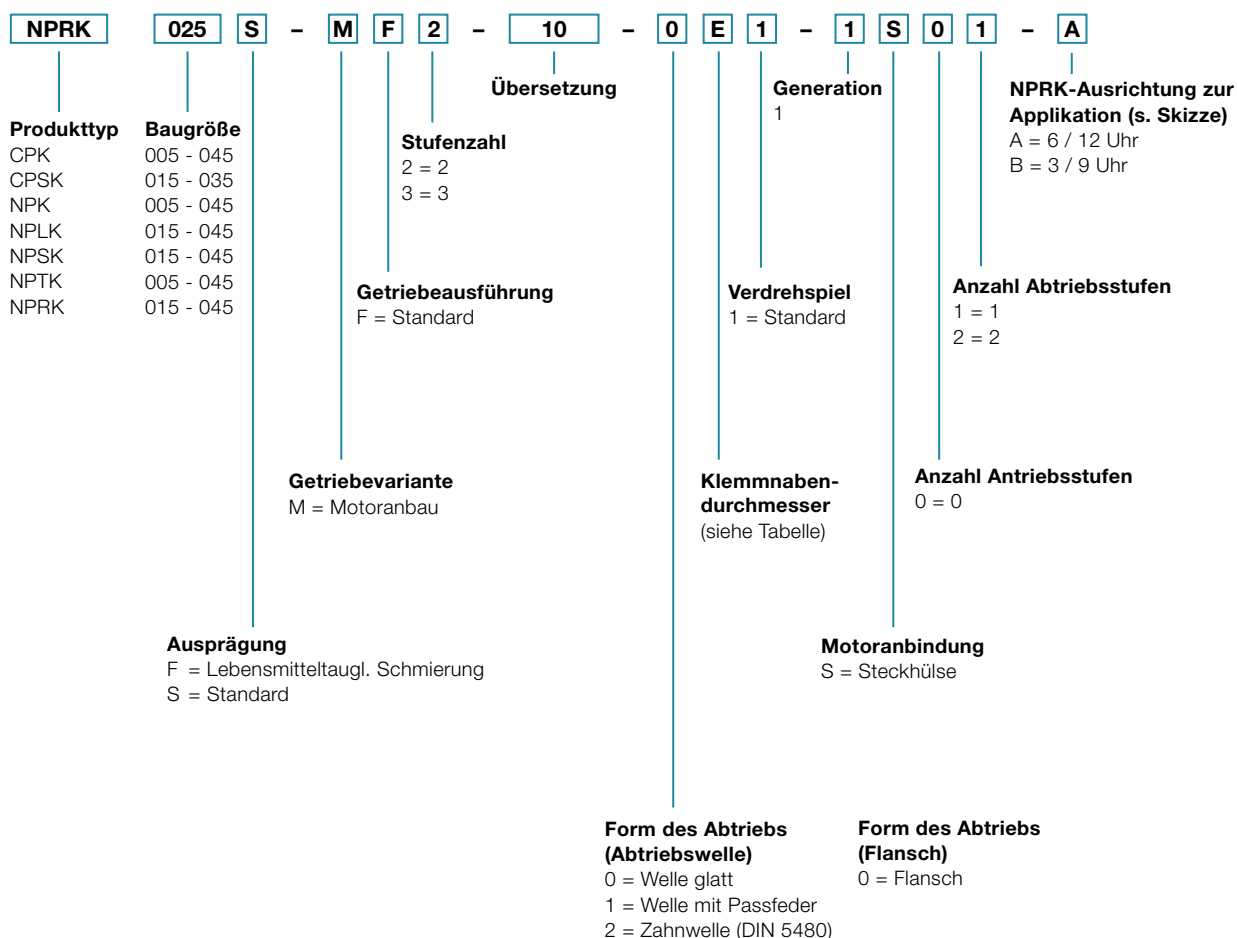 NPRK 025 S – M F 2 – 10 – 0 E 1 – 1 S 0 1 – A
Produkttyp
CPK
CPSK
NPK
NPLK
NPSK
NPTK
NPRK
Baugröße
005 - 045
015 - 035
005 - 045
015 - 045
015 - 045
005 - 045
015 - 045
Ausprägung
F = Lebensmitteltaugl. Schmierung
S = Standard
Getriebevariante
M = Motoranbau
Getriebeausführung
F = Standard
Stufenzahl
2 = 2
3 = 3
Übersetzung
Form des Abtriebs
(Abtriebswelle)
0 = Welle glatt
1 = Welle mit Passfeder
2 = Zahnwelle (DIN 5480)
Form des Abtriebs
(Flansch)
0 = Flansch
Klemmnaben-
durchmesser
(siehe Tabelle)
Verdrehspiel
1 = Standard
Generation
1
Motoranbindung
S = Steckhülse
Anzahl Antriebsstufen
0 = 0
Anzahl Abtriebsstufen
1 = 1
2 = 2
NPRK-Ausrichtung zur
Applikation (s. Skizze)
A = 6 / 12 Uhr
B = 3 / 9 Uhr